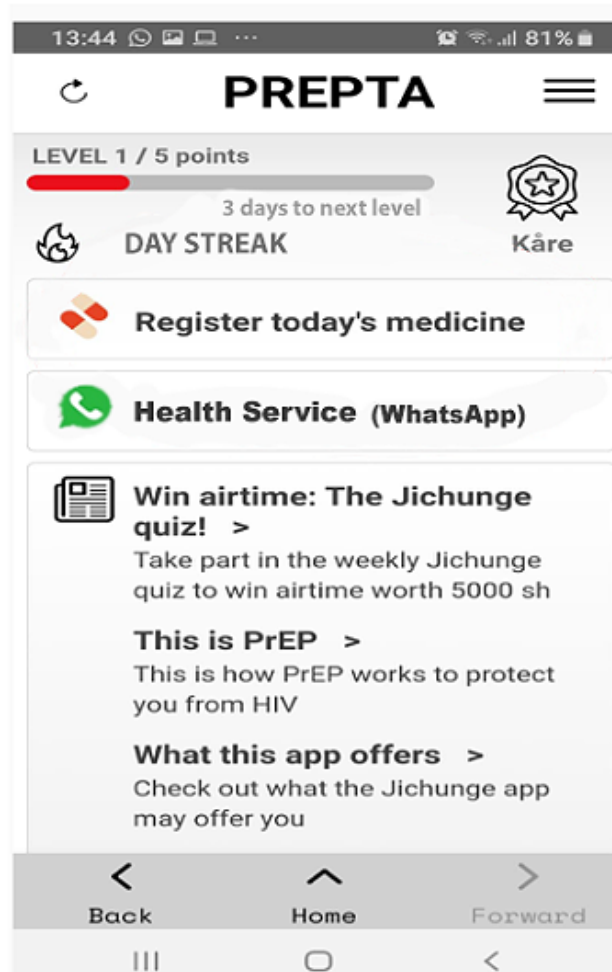 13:44 ... 81%
PREPTA
LEVEL 1 / 5 points
3 days to next level
DAY STREAK
Kåre
Register today's medicine
Health Service (WhatsApp)
Win airtime: The Jichunge
quiz! >
Take part in the weekly Jichunge
quiz to win airtime worth 5000 sh
This is PrEP >
This is how PrEP works to protect
you from HIV
What this app offers >
Check out what the Jichunge app
may offer you
Back Home Forward